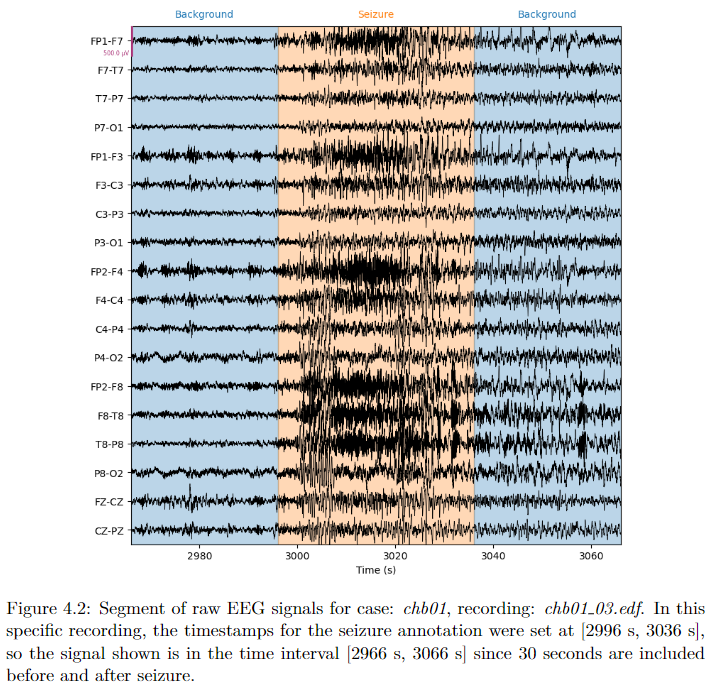 Background Seizure Background
FP1-F7
500.0 μV
F7-T7
T7-P7
P7-O1
FP1-F3
F3-C3
C3-P3
P3-O1
FP2-F4
F4-C4
C4-P4
P4-O2
FP2-F8
F8-T8
T8-P8
P8-O2
FZ-CZ
CZ-PZ
2980 3000 3020 3040 3060
Time (s)
Figure 4.2: Segment of raw EEG signals for case: chb01, recording: chb01_03.edf. In this
specific recording, the timestamps for the seizure annotation were set at [2996 s, 3036 s],
so the signal shown is in the time interval [2966 s, 3066 s] since 30 seconds are included
before and after seizure.